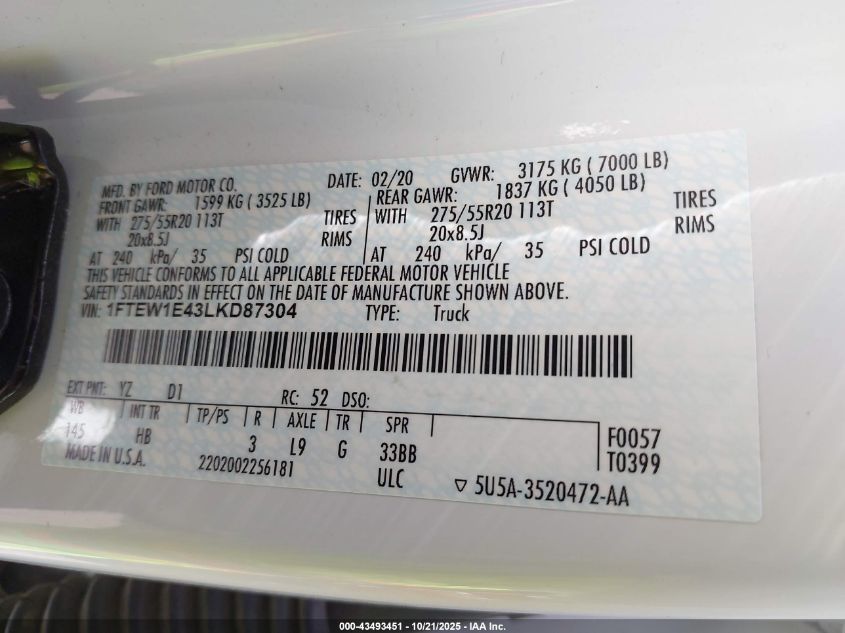 MFD. BY FORD MOTOR CO. DATE: 02/20 GVWR: 3175 KG ( 7000 LB)
FRONT GAWR: 1599 KG ( 3525 LB) REAR GAWR: 1837 KG ( 4050 LB)
WITH 275/55R20 113T TIRES WITH 275/55R20 113T TIRES
20x8.5J RIMS 20x8.5J RIMS
AT 240 kPa/ 35 PSI COLD AT 240 kPa/ 35 PSI COLD
THIS VEHICLE CONFORMS TO ALL APPLICABLE FEDERAL MOTOR VEHICLE
SAFETY STANDARDS IN EFFECT ON THE DATE OF MANUFACTURE SHOWN ABOVE.
VIN: 1FTEW1E43LKD87304 TYPE: Truck
EXT PNT: YZ D1 RC: 52 DSO:
WB INT TR TP/PS R AXLE TR SPR F0057
145 HB 3 L9 G 33BB T0399
MADE IN U.S.A. 2202002256181 ULC ▽ 5U5A-3520472-AA
000-43493451 - 10/21/2025 - IAA Inc.